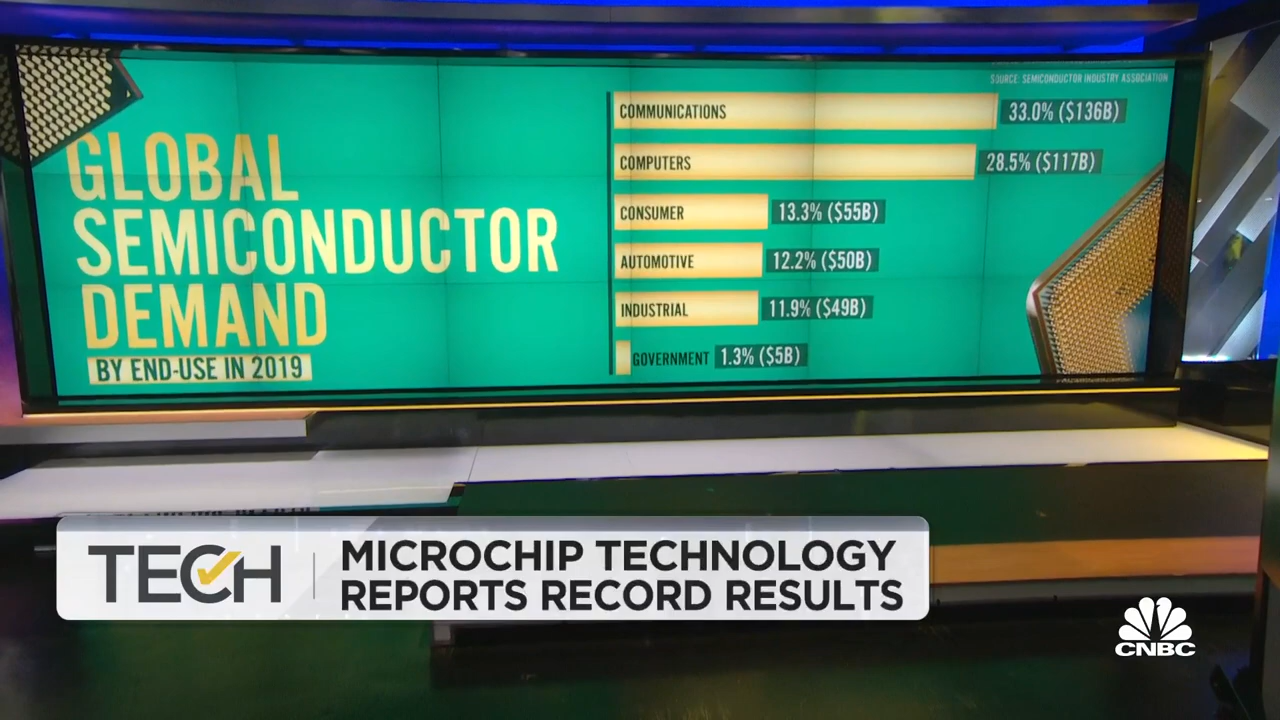 SOURCE: SEMICONDUCTOR INDUSTRY ASSOCIATION
GLOBAL
SEMICONDUCTOR
DEMAND
BY END-USE IN 2019
COMMUNICATIONS 33.0% ($136B)
COMPUTERS 28.5% ($117B)
CONSUMER 13.3% ($55B)
AUTOMOTIVE 12.2% ($50B)
INDUSTRIAL 11.9% ($49B)
GOVERNMENT 1.3% ($5B)
TECH
MICROCHIP TECHNOLOGY
REPORTS RECORD RESULTS
CNBC